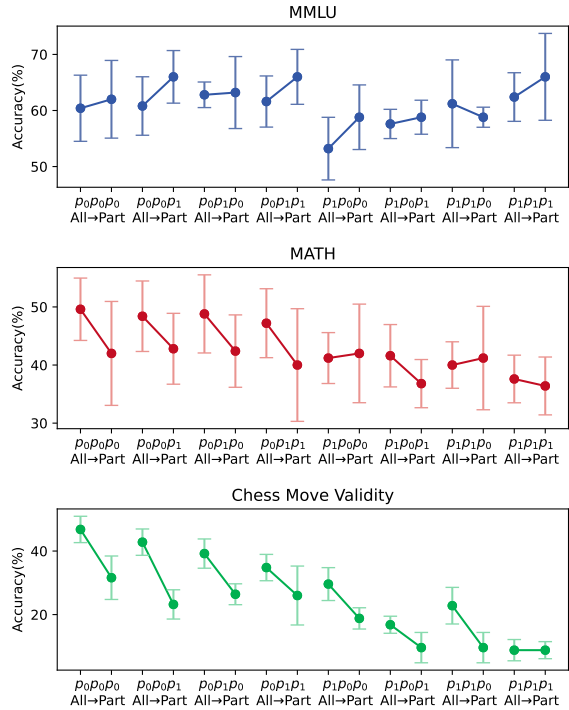 MMLU
Accuracy(%)
70
60
50
p₀p₀p₀ p₀p₀p₁ p₀p₁p₀ p₀p₁p₁ p₁p₀p₀ p₁p₀p₁ p₁p₁p₀ p₁p₁p₁
All→Part All→Part All→Part All→Part All→Part All→Part All→Part All→Part
MATH
Accuracy(%)
50
40
30
p₀p₀p₀ p₀p₀p₁ p₀p₁p₀ p₀p₁p₁ p₁p₀p₀ p₁p₀p₁ p₁p₁p₀ p₁p₁p₁
All→Part All→Part All→Part All→Part All→Part All→Part All→Part All→Part
Chess Move Validity
Accuracy(%)
40
20
p₀p₀p₀ p₀p₀p₁ p₀p₁p₀ p₀p₁p₁ p₁p₀p₀ p₁p₀p₁ p₁p₁p₀ p₁p₁p₁
All→Part All→Part All→Part All→Part All→Part All→Part All→Part All→Part